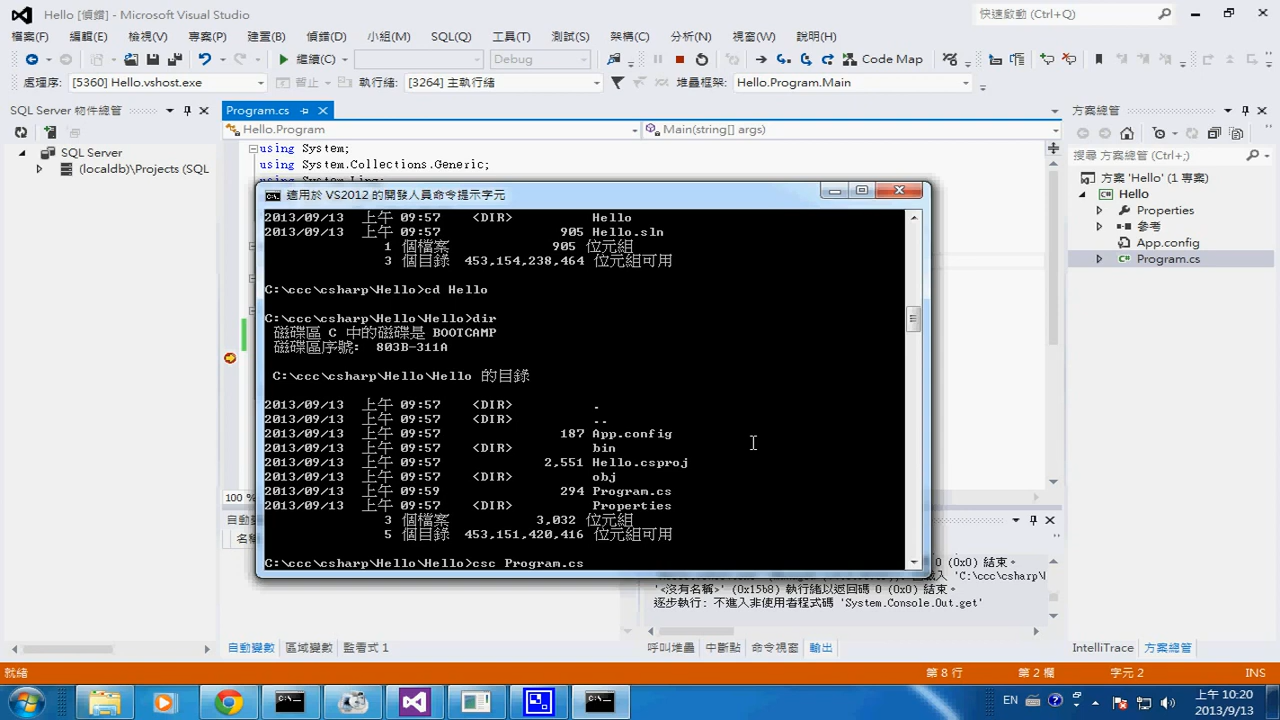 Hello [偵錯] - Microsoft Visual Studio
快速啟動 (Ctrl+Q)
檔案(F) 編輯(E) 檢視(V) 專案(P) 建置(B) 偵錯(D) 小組(M) SQL(Q) 工具(T) 測試(S) 架構(C) 分析(N) 視窗(W) 說明(H)
繼續(C) Debug Code Map
處理序: [5360] Hello.vshost.exe 暫止 執行緒: [3264] 主執行緒 堆疊框架: Hello.Program.Main
SQL Server 物件總管
SQL Server
(localdb)\Projects (SQL
Program.cs
Hello.Program
Main(string[] args)
using System;
using System.Collections.Generic;
using System.Linq;
100 %
適用於 VS2012 的開發人員命令提示字元
2013/09/13 上午 09:57 <DIR> Hello
2013/09/13 上午 09:57 905 Hello.sln
1 個檔案 905 位元組
3 個目錄 453,154,238,464 位元組可用
C:\ccc\csharp\Hello>cd Hello
C:\ccc\csharp\Hello\Hello>dir
磁碟區 C 中的磁碟是 BOOTCAMP
磁碟區序號: 803B-311A
C:\ccc\csharp\Hello\Hello 的目錄
2013/09/13 上午 09:57 <DIR> .
2013/09/13 上午 09:57 <DIR> ..
2013/09/13 上午 09:57 187 App.config
2013/09/13 上午 09:57 <DIR> bin
2013/09/13 上午 09:57 2,551 Hello.csproj
2013/09/13 上午 09:57 <DIR> obj
2013/09/13 上午 09:59 294 Program.cs
2013/09/13 上午 09:57 <DIR> Properties
3 個檔案 3,032 位元組
5 個目錄 453,151,420,416 位元組可用
C:\ccc\csharp\Hello\Hello>csc Program.cs
方案總管
搜尋 方案總管 (Ctrl+;)
方案 'Hello' (1 專案)
Hello
Properties
參考
App.config
Program.cs
0 (0x0) 結束。
'C:\ccc\csharp\
'<沒有名稱>' (0x15b8) 執行緒以返回碼 0 (0x0) 結束。
逐步執行: 不進入非使用者程式碼 'System.Console.Out.get'
自動變數 區域變數 監看式 1
呼叫堆疊 中斷點 命令視窗 輸出
IntelliTrace 方案總管
就緒 第 8 行 第 2 欄 字元 2 INS
EN
上午 10:20
2013/9/13